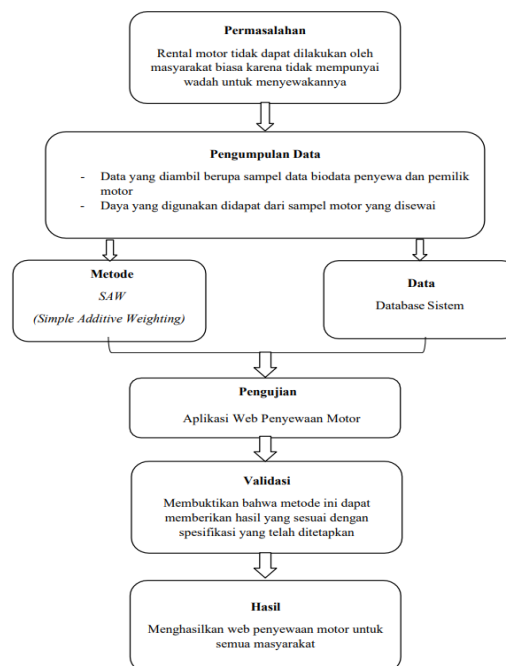 Permasalahan
Rental motor tidak dapat dilakukan oleh
masyarakat biasa karena tidak mempunyai
wadah untuk menyewakannya
Pengumpulan Data
- Data yang diambil berupa sampel data biodata penyewa dan pemilik
motor
- Daya yang digunakan didapat dari sampel motor yang disewai
Metode
SAW
(Simple Additive Weighting)
Data
Database Sistem
Pengujian
Aplikasi Web Penyewaan Motor
Validasi
Membuktikan bahwa metode ini dapat
memberikan hasil yang sesuai dengan
spesifikasi yang telah ditetapkan
Hasil
Menghasilkan web penyewaan motor untuk
semua masyarakat